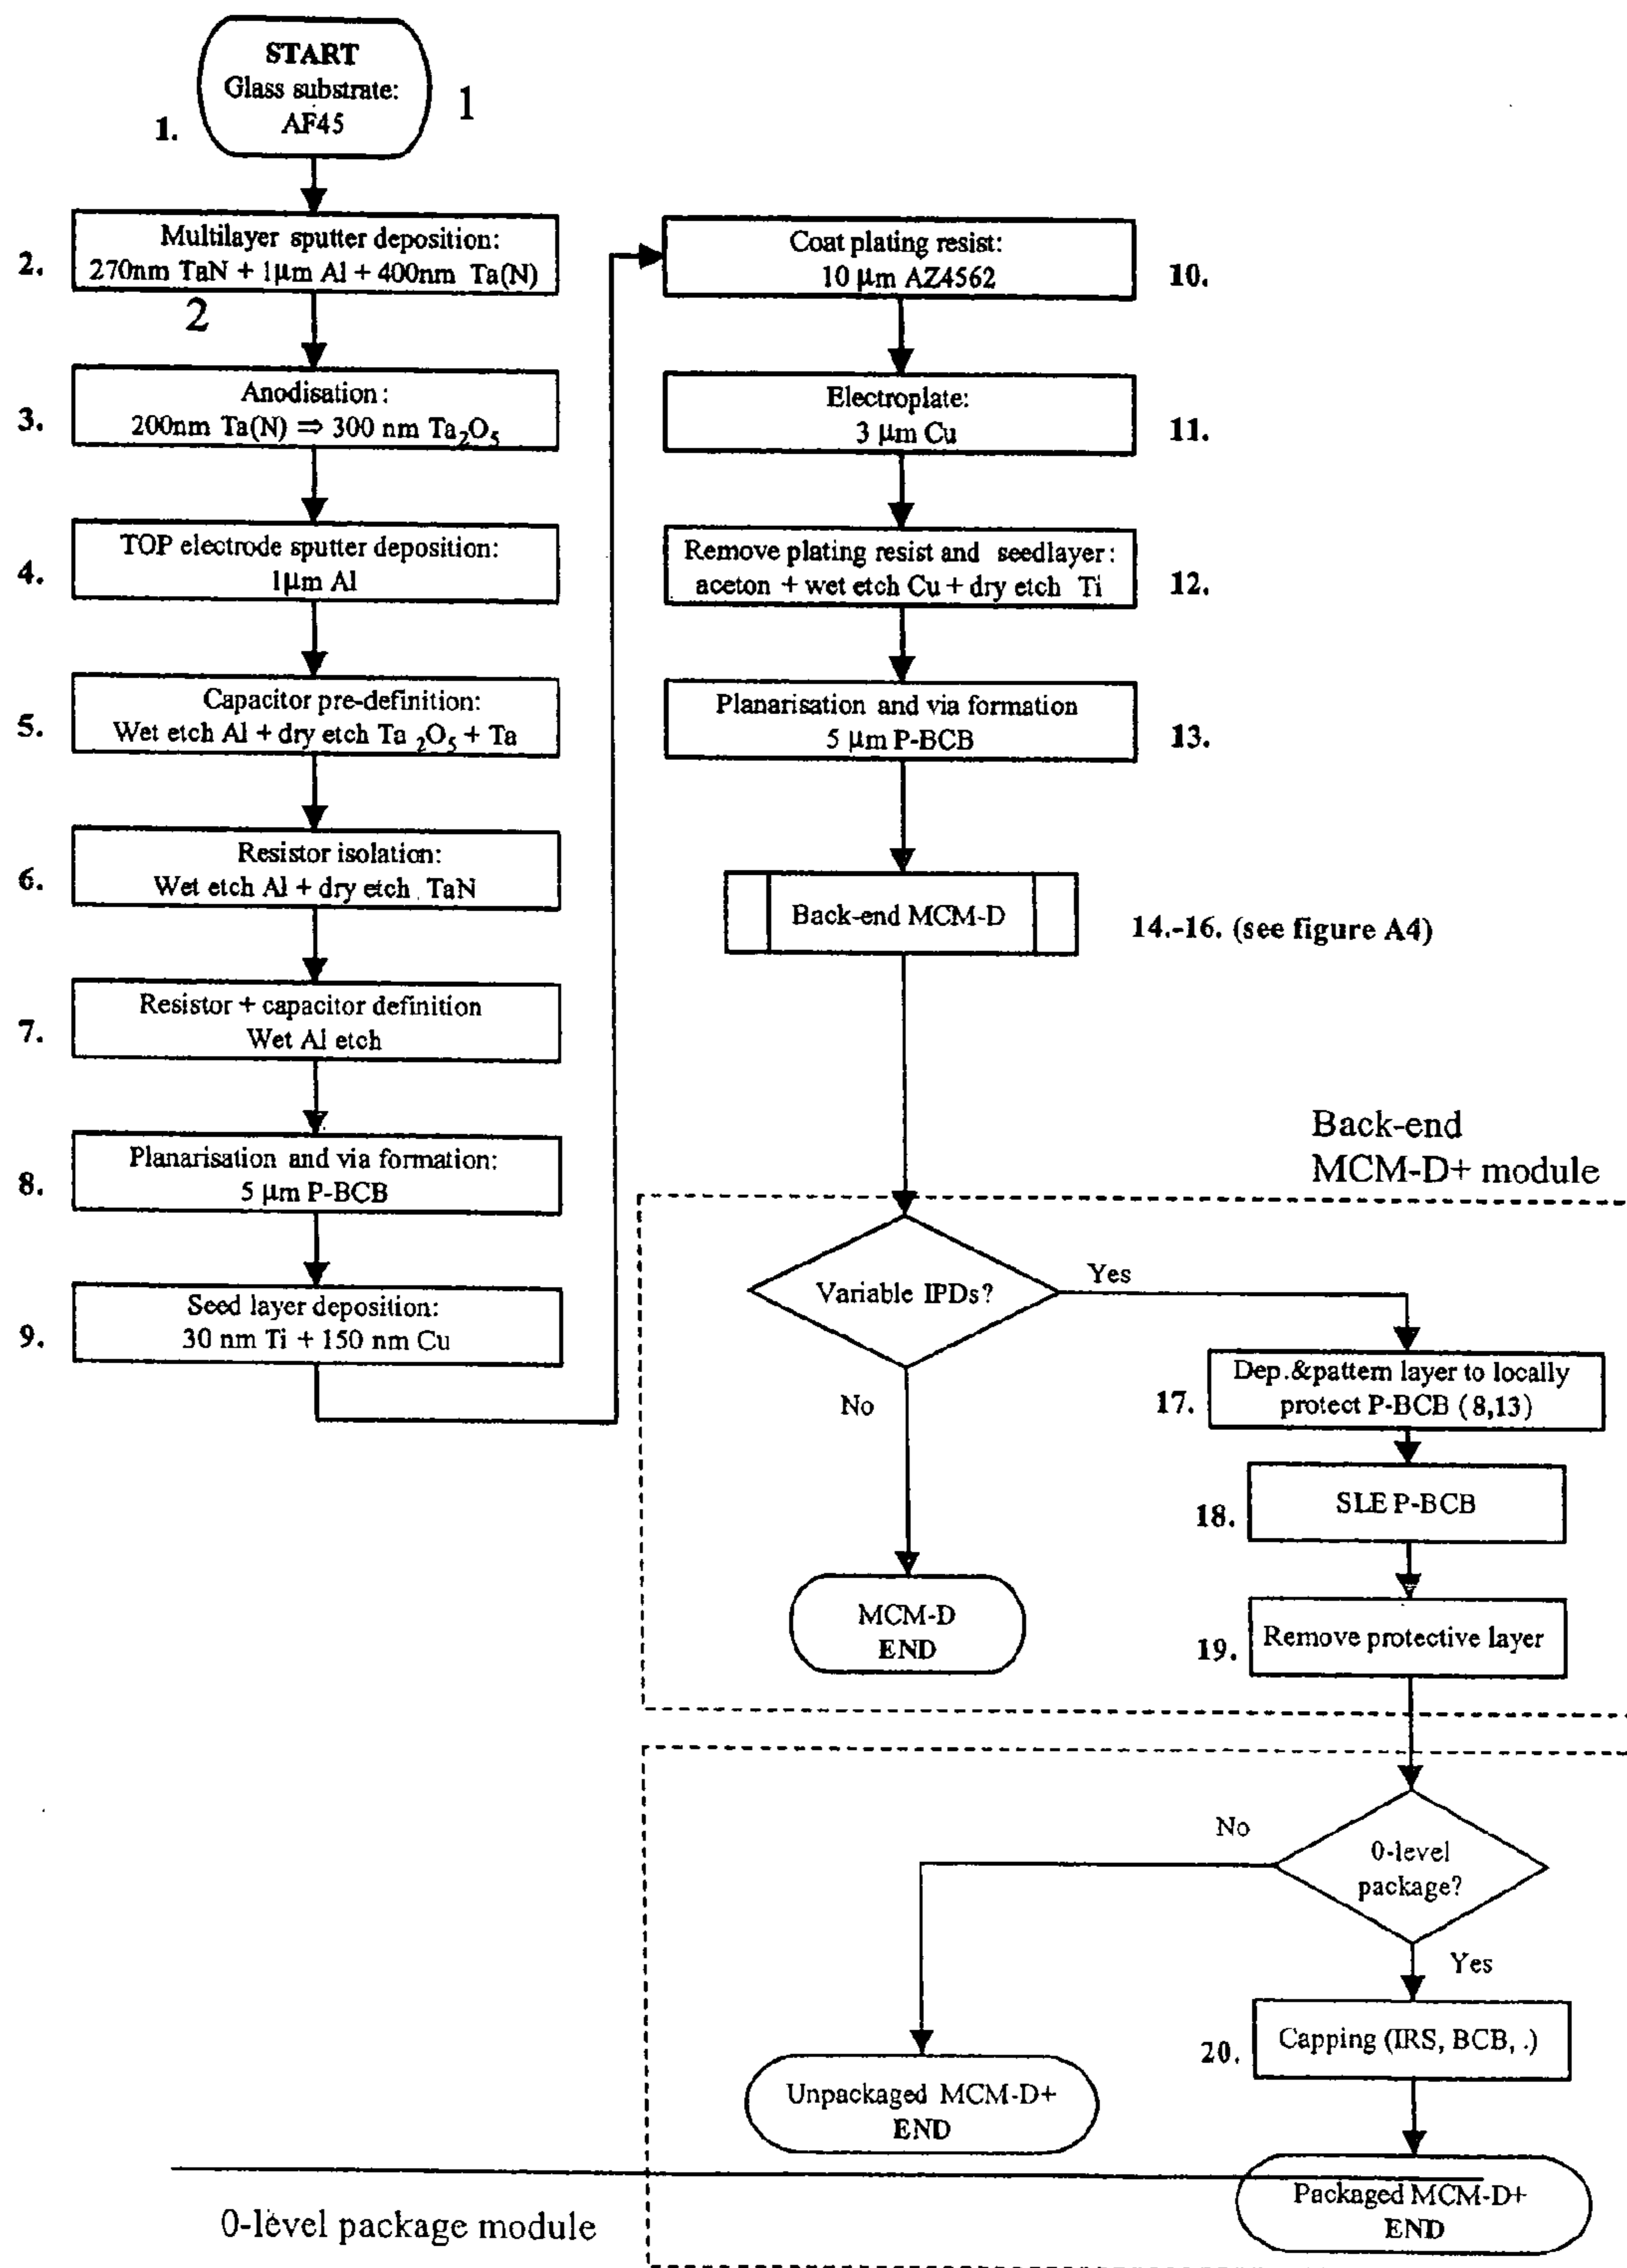 START
Glass substrate:
AF45
1.
1
Multilayer sputter deposition:
270nm TaN + 1μm Al + 400nm Ta(N)
2.
2
Anodisation:
200nm Ta(N) ⇒ 300 nm Ta2O5
3.
TOP electrode sputter deposition:
1μm Al
4.
Capacitor pre-definition:
Wet etch Al + dry etch Ta2O5 + Ta
5.
Resistor isolation:
Wet etch Al + dry etch TaN
6.
Resistor + capacitor definition
Wet Al etch
7.
Planarisation and via formation:
5 μm P-BCB
8.
Seed layer deposition:
30 nm Ti + 150 nm Cu
9.
Coat plating resist:
10 μm AZ4562
10.
Electroplate:
3 μm Cu
11.
Remove plating resist and seedlayer:
aceton + wet etch Cu + dry etch Ti
12.
Planarisation and via formation
5 μm P-BCB
13.
Back-end MCM-D
14.-16. (see figure A4)
Back-end
MCM-D+ module
Variable IPDs?
Yes
No
Dep.&pattern layer to locally
protect P-BCB (8,13)
17.
SLE P-BCB
18.
Remove protective layer
19.
MCM-D
END
0-level
package?
No
Yes
Capping (IRS, BCB, .)
20.
Unpackaged MCM-D+
END
Packaged MCM-D+
END
0-level package module